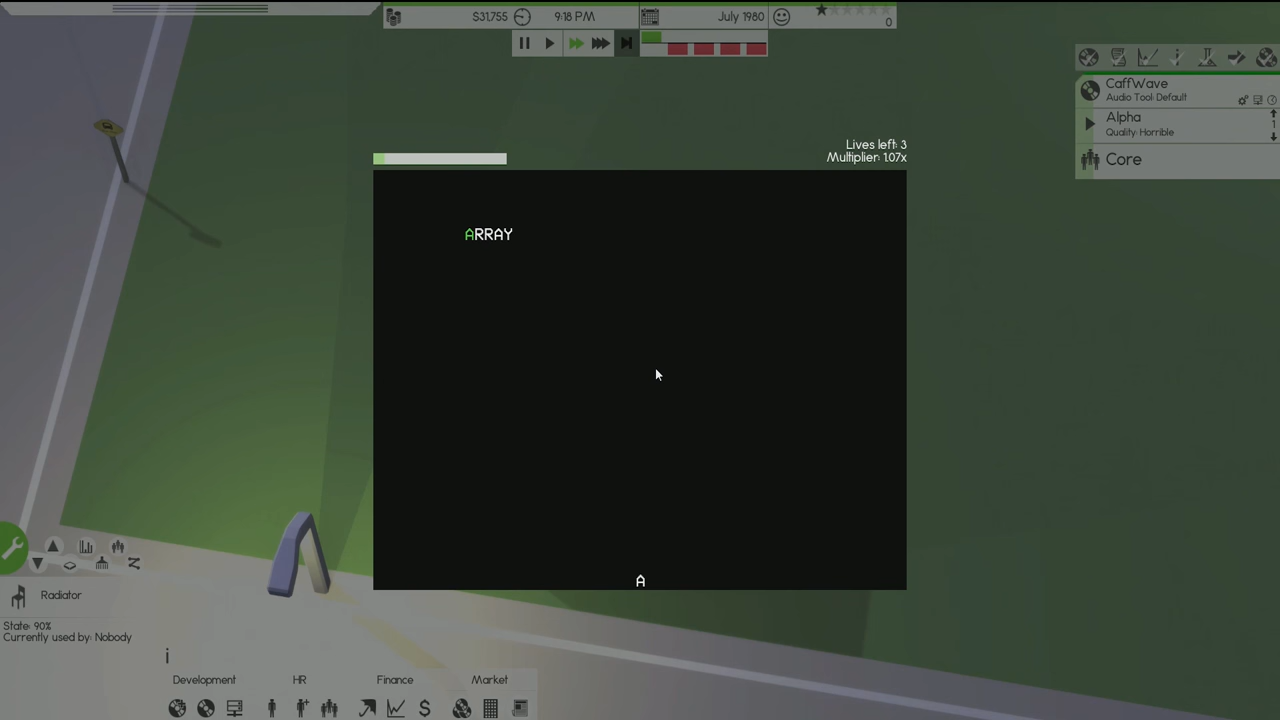 $31,755
9:18 PM
July 1980
0
CaffWave
Audio Tool: Default
Alpha
Quality: Horrible
1
Core
Lives left: 3
Multiplier: 1.07x
ARRAY
A
Radiator
State: 90%
Currently used by: Nobody
i
Development
HR
Finance
Market